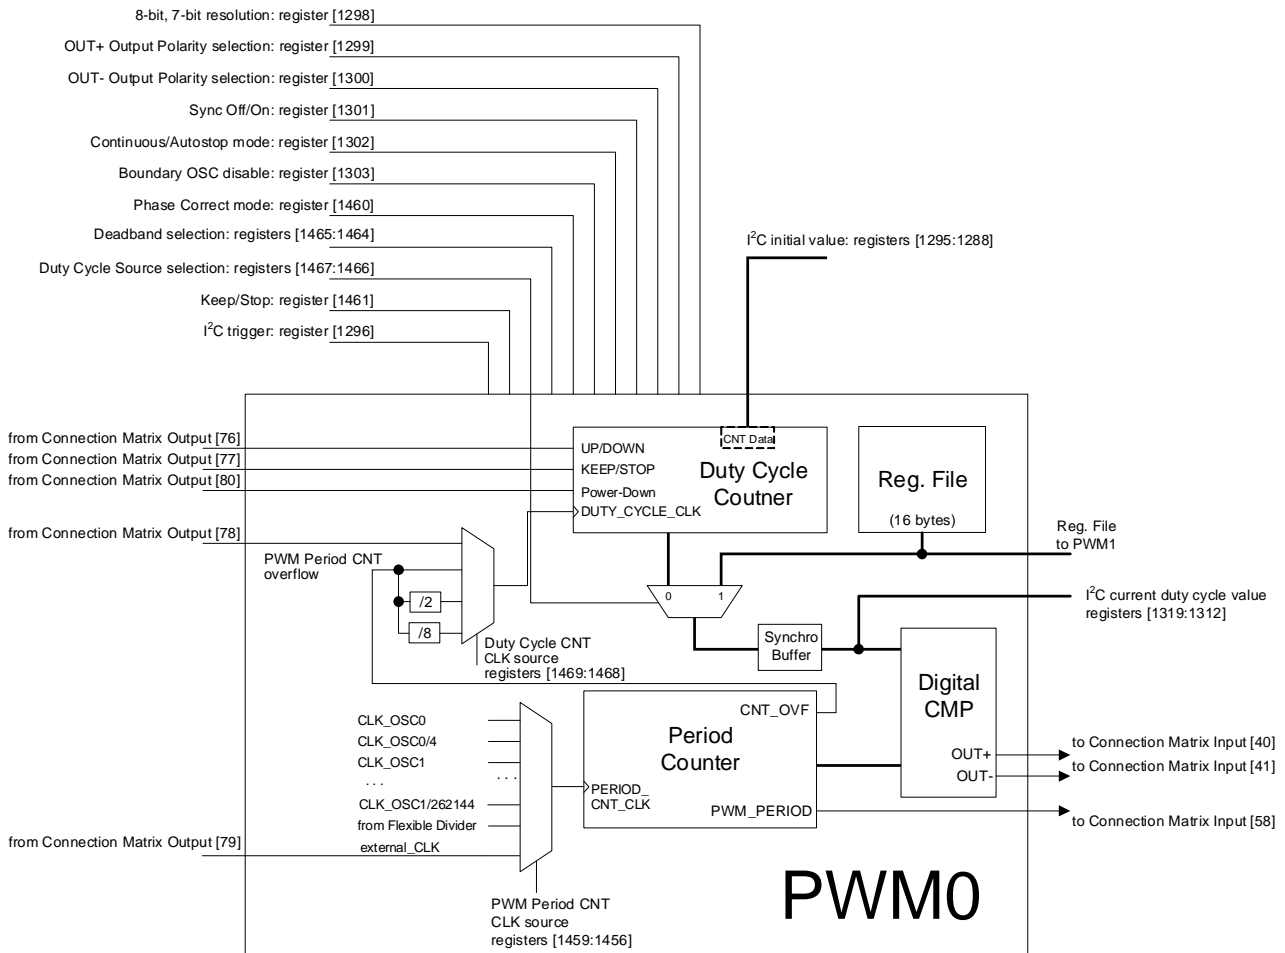 8-bit, 7-bit resolution: register [1298]
OUT+ Output Polarity selection: register [1299]
OUT- Output Polarity selection: register [1300]
Sync Off/On: register [1301]
Continuous/Autostop mode: register [1302]
Boundary OSC disable: register [1303]
Phase Correct mode: register [1460]
Deadband selection: registers [1465:1464]
Duty Cycle Source selection: registers [1467:1466]
Keep/Stop: register [1461]
I2C trigger: register [1296]
I2C initial value: registers [1295:1288]
from Connection Matrix Output [76]
from Connection Matrix Output [77]
from Connection Matrix Output [80]
from Connection Matrix Output [78]
UP/DOWN
KEEP/STOP
Power-Down
DUTY_CYCLE_CLK
CNT Data
Duty Cycle
Coutner
Reg. File
(16 bytes)
Reg. File
to PWM1
PWM Period CNT
overflow
/2
/8
0
1
Duty Cycle CNT
CLK source
registers [1469:1468]
Synchro
Buffer
I2C current duty cycle value
registers [1319:1312]
Digital
CMP
OUT+
OUT-
to Connection Matrix Input [40]
to Connection Matrix Input [41]
CNT_OVF
Period
Counter
PERIOD_
CNT_CLK
PWM_PERIOD
to Connection Matrix Input [58]
CLK_OSC0
CLK_OSC0/4
CLK_OSC1
. . .
. . .
CLK_OSC1/262144
from Flexible Divider
external_CLK
from Connection Matrix Output [79]
PWM Period CNT
CLK source
registers [1459:1456]
PWM0